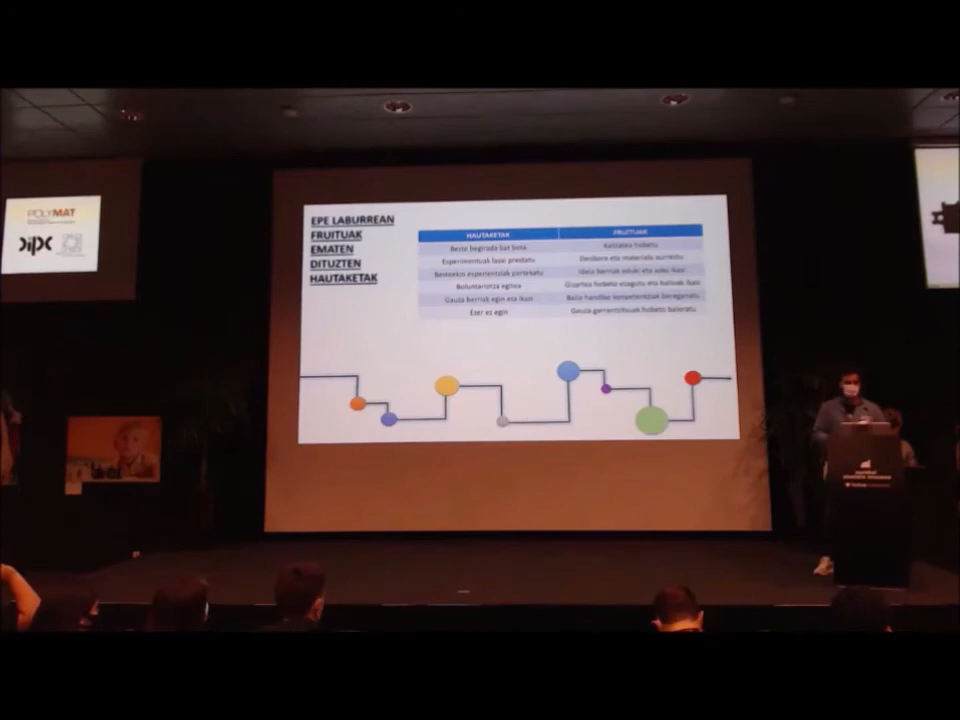 POLYMAT
dipc
EPE LABURREAN
FRUITUAK
EMATEN
DITUZTEN
HAUTAKETAK
HAUTAKETAK FRUITUAK
Beste begirada bat bota Kalitatea hobetu
Esperimentuak lasai prestatu Denbora eta materiala aurreztu
Besteekin esperientziak partekatu Ideia berriak eduki eta asko ikasi
Boluntariotza egitea Gizartea hobeto ezagutu eta balioak ikasi
Gauza berriak egin eta ikasi Balio handiko konpetentziak bereganatu
Ezer ez egin Gauza garrantzitsuak hobeto baloratu